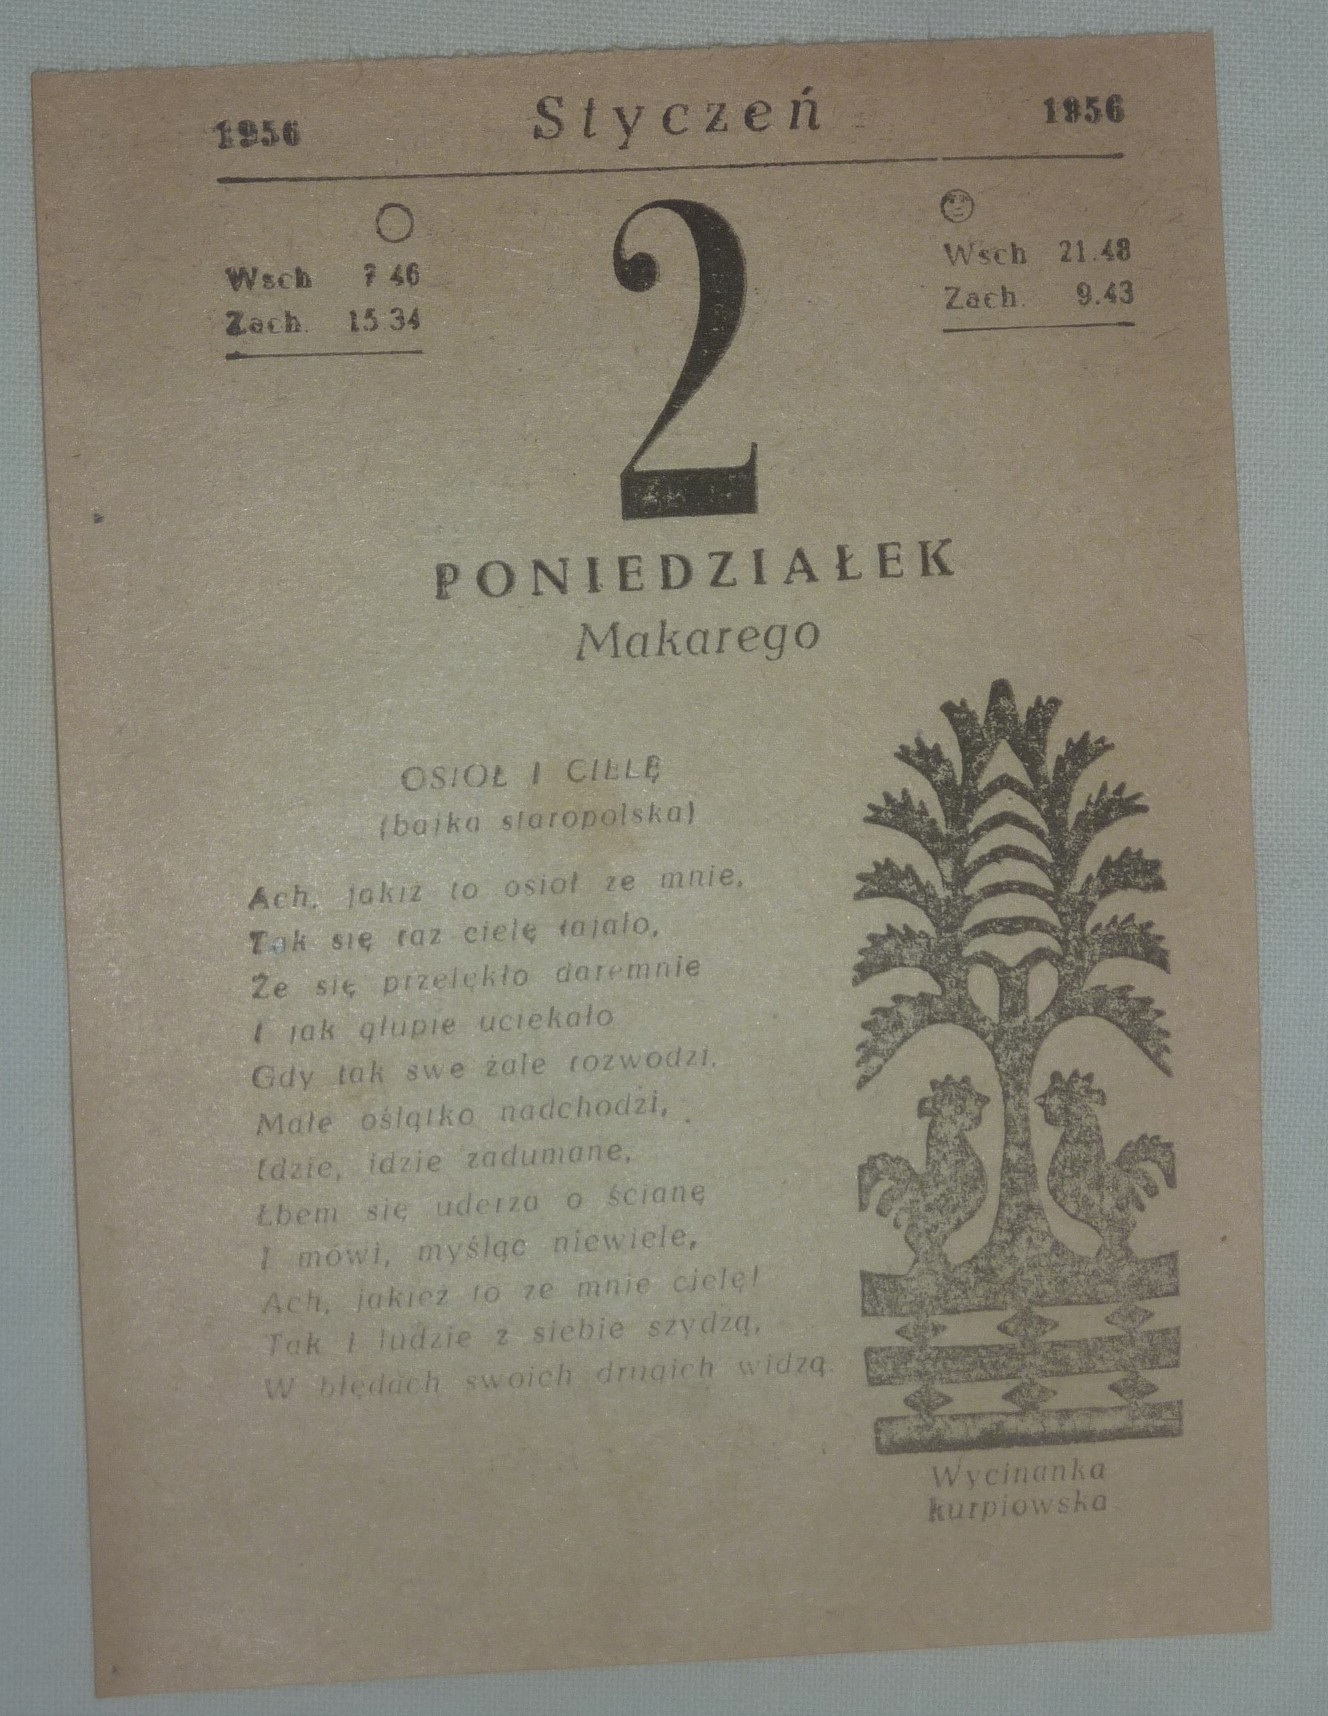 1956 Styczeń 1956
Wsch 7 46
Zach. 15 34
2
Wsch 21.48
Zach. 9.43
PONIEDZIAŁEK
Makarego
OSIOŁ I CIELĘ
(bajka staropolska)
Ach, jakiż to osioł ze mnie,
Tak się raz cielę łajało,
Że się przelękło daremnie
I jak głupie uciekało
Gdy tak swe żale rozwodzi,
Małe oślątko nadchodzi,
Idzie, idzie zadumane,
Łbem się uderza o ścianę
I mówi, myśląc niewiele,
Ach, jakież to ze mnie cielę!
Tak i ludzie z siebie szydzą,
W błędach swoich drugich widzą.
Wycinanka
kurpiowska